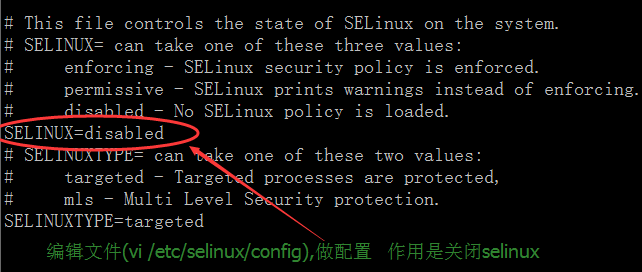 # This file controls the state of SELinux on the system.
# SELINUX= can take one of these three values:
#     enforcing - SELinux security policy is enforced.
#     permissive - SELinux prints warnings instead of enforcing.
#     disabled - No SELinux policy is loaded.
SELINUX=disabled
# SELINUXTYPE= can take one of these two values:
#     targeted - Targeted processes are protected,
#     mls - Multi Level Security protection.
SELINUXTYPE=targeted
编辑文件(vi /etc/selinux/config),做配置 作用是关闭selinux